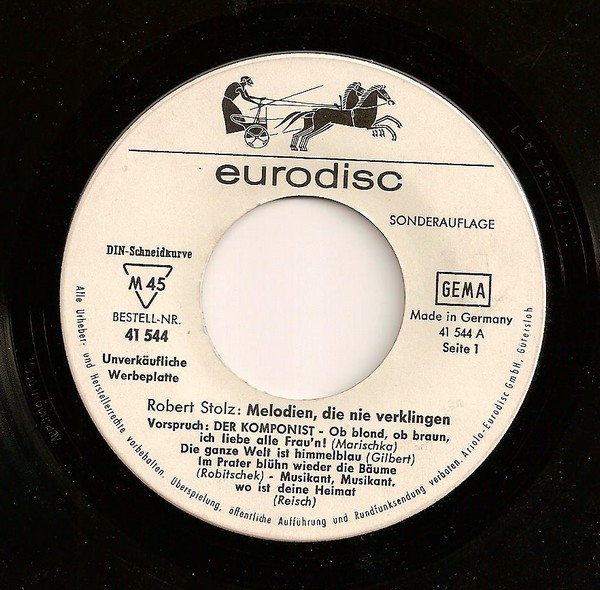 eurodisc
SONDERAUFLAGE
DIN-Schneidkurve
M 45
BESTELL-NR.
41 544
Unverkäufliche
Werbeplatte
GEMA
Made in Germany
41 544 A
Seite 1
Robert Stolz: Melodien, die nie verklingen
Vorspruch: DER KOMPONIST - Ob blond, ob braun,
ich liebe alle Frau'n! (Marischka)
Die ganze Welt ist himmelblau (Gilbert)
Im Prater blühn wieder die Bäume
(Robitschek) - Musikant, Musikant,
wo ist deine Heimat
(Reisch)
Alle Urheber- und Herstellerrechte vorbehalten. Überspielung, öffentliche Aufführung und Rundfunksendung verboten. Ariola-Eurodisc GmbH, Gütersloh